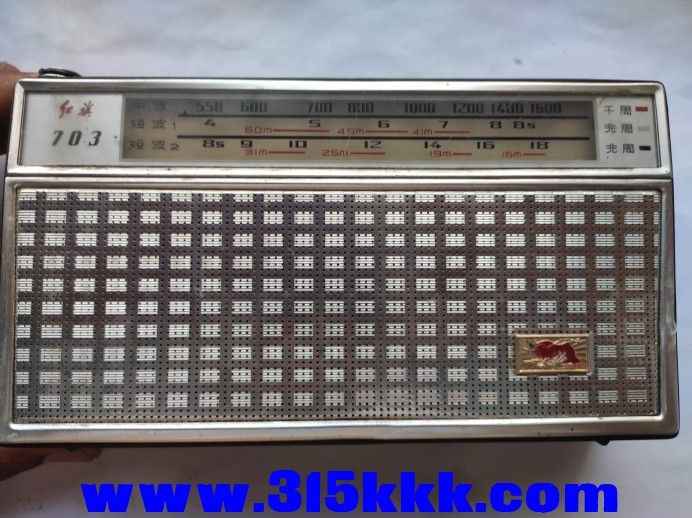 红旗
703
中波 550 600 700 800 1000 1200 1400 1600 千周
短波1 4 5 6 7 8 8s 兆周
60m 49m 41m
短波2 8s 9 10 12 14 16 18 兆周
31m 25m 19m 16m
www.315kkk.com